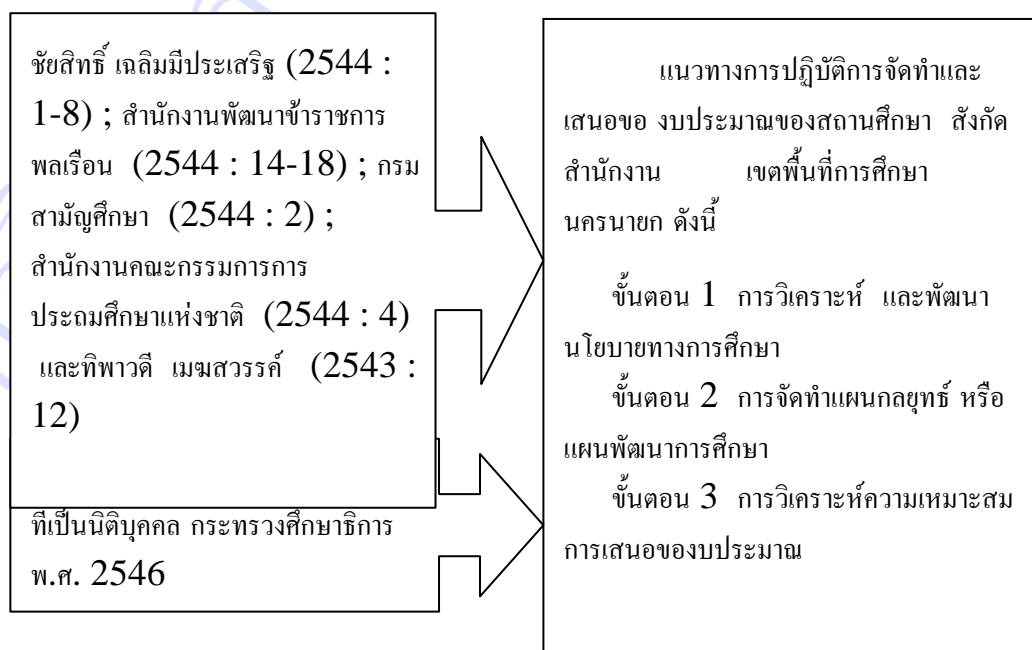 ชัยสิทธิ์ เฉลิมมีประเสริฐ (2544 :
1-8) ; สำนักงานพัฒนาข้าราชการ
พลเรือน (2544 : 14-18) ; กรม
สามัญศึกษา (2544 : 2) ;
สำนักงานคณะกรรมการการ
ประถมศึกษาแห่งชาติ (2544 : 4)
และทิพาวดี เมฆสวรรค์ (2543 :
12)
ที่เป็นนิติบุคคล กระทรวงศึกษาธิการ
พ.ศ. 2546
แนวทางการปฏิบัติการจัดทำและ
เสนอขอ งบประมาณของสถานศึกษา สังกัด
สำนักงาน เขตพื้นที่การศึกษา
นครนายก ดังนี้
ขั้นตอน 1 การวิเคราะห์ และพัฒนา
นโยบายทางการศึกษา
ขั้นตอน 2 การจัดทำแผนกลยุทธ์ หรือ
แผนพัฒนาการศึกษา
ขั้นตอน 3 การวิเคราะห์ความเหมาะสม
การเสนอของบประมาณ